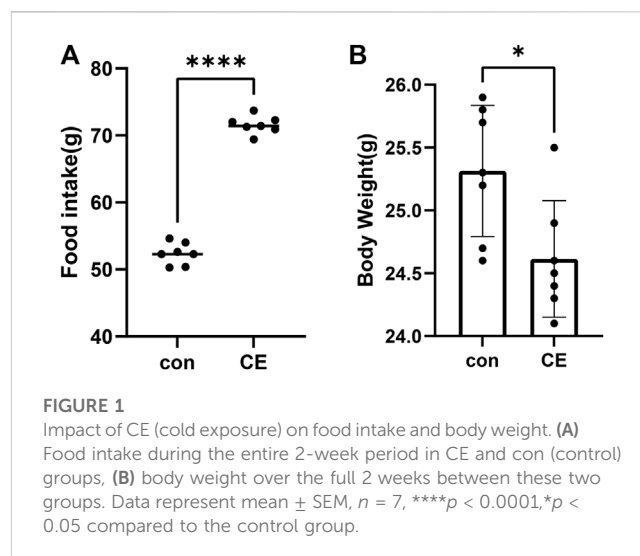 A
B
****
*
80
70
60
50
40
Food intake(g)
con
CE
26.0
25.5
25.0
24.5
24.0
Body Weight(g)
con
CE
FIGURE 1
Impact of CE (cold exposure) on food intake and body weight. (A)
Food intake during the entire 2-week period in CE and con (control)
groups, (B) body weight over the full 2 weeks between these two
groups. Data represent mean ± SEM, n = 7, ****p < 0.0001,*p <
0.05 compared to the control group.